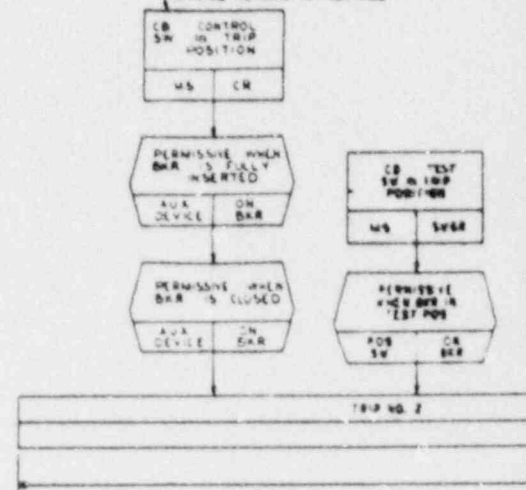 CB CONTROL
SW IN TRIP
POSITION
MS CR
PERMISSIVE WHEN
BKR IS FULLY
INSERTED
AUX DEVICE
ON BKR
PERMISSIVE WHEN
BKR IS CLOSED
AUX DEVICE
ON BKR
CB TEST
SW IN TRIP
POSITION
MS SWGR
PERMISSIVE
WHEN BKR IN
TEST POS
POS SW
BKR
TRIP NO. 2